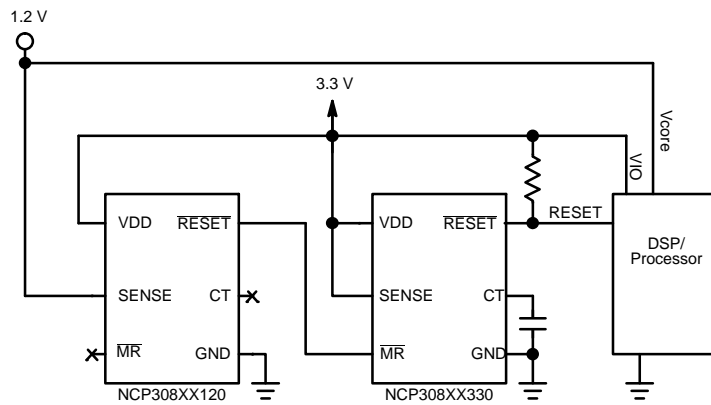 1.2 V
3.3 V
Vcore
VIO
VDD
RESET
SENSE
CT
MR
GND
NCP308XX120
VDD
RESET
SENSE
CT
MR
GND
NCP308XX330
RESET
DSP/
Processor